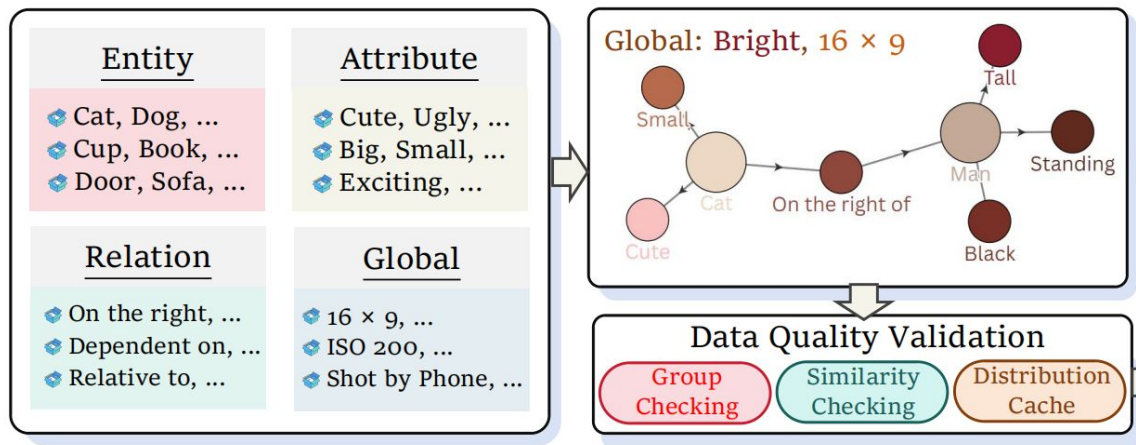 Entity
Cat, Dog, ...
Cup, Book, ...
Door, Sofa, ...
Attribute
Cute, Ugly, ...
Big, Small, ...
Exciting, ...
Relation
On the right, ...
Dependent on, ...
Relative to, ...
Global
16 × 9, ...
ISO 200, ...
Shot by Phone, ...
Global: Bright, 16 × 9
Tall
Small
Standing
Man
Cat
On the right of
Cute
Black
Data Quality Validation
Group
Checking
Similarity
Checking
Distribution
Cache